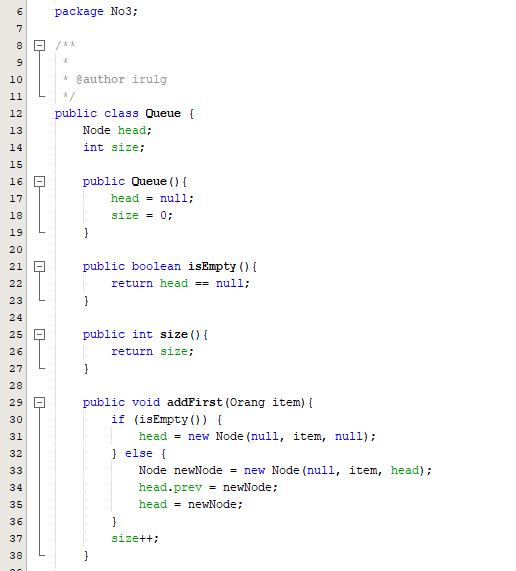 6 package No3;
7
8 /**
9 *
10 * @author irulg
11 */
12 public class Queue {
13 Node head;
14 int size;
15
16 public Queue(){
17 head = null;
18 size = 0;
19 }
20
21 public boolean isEmpty(){
22 return head == null;
23 }
24
25 public int size(){
26 return size;
27 }
28
29 public void addFirst(Orang item){
30 if (isEmpty()) {
31 head = new Node(null, item, null);
32 } else {
33 Node newNode = new Node(null, item, head);
34 head.prev = newNode;
35 head = newNode;
36 }
37 size++;
38 }